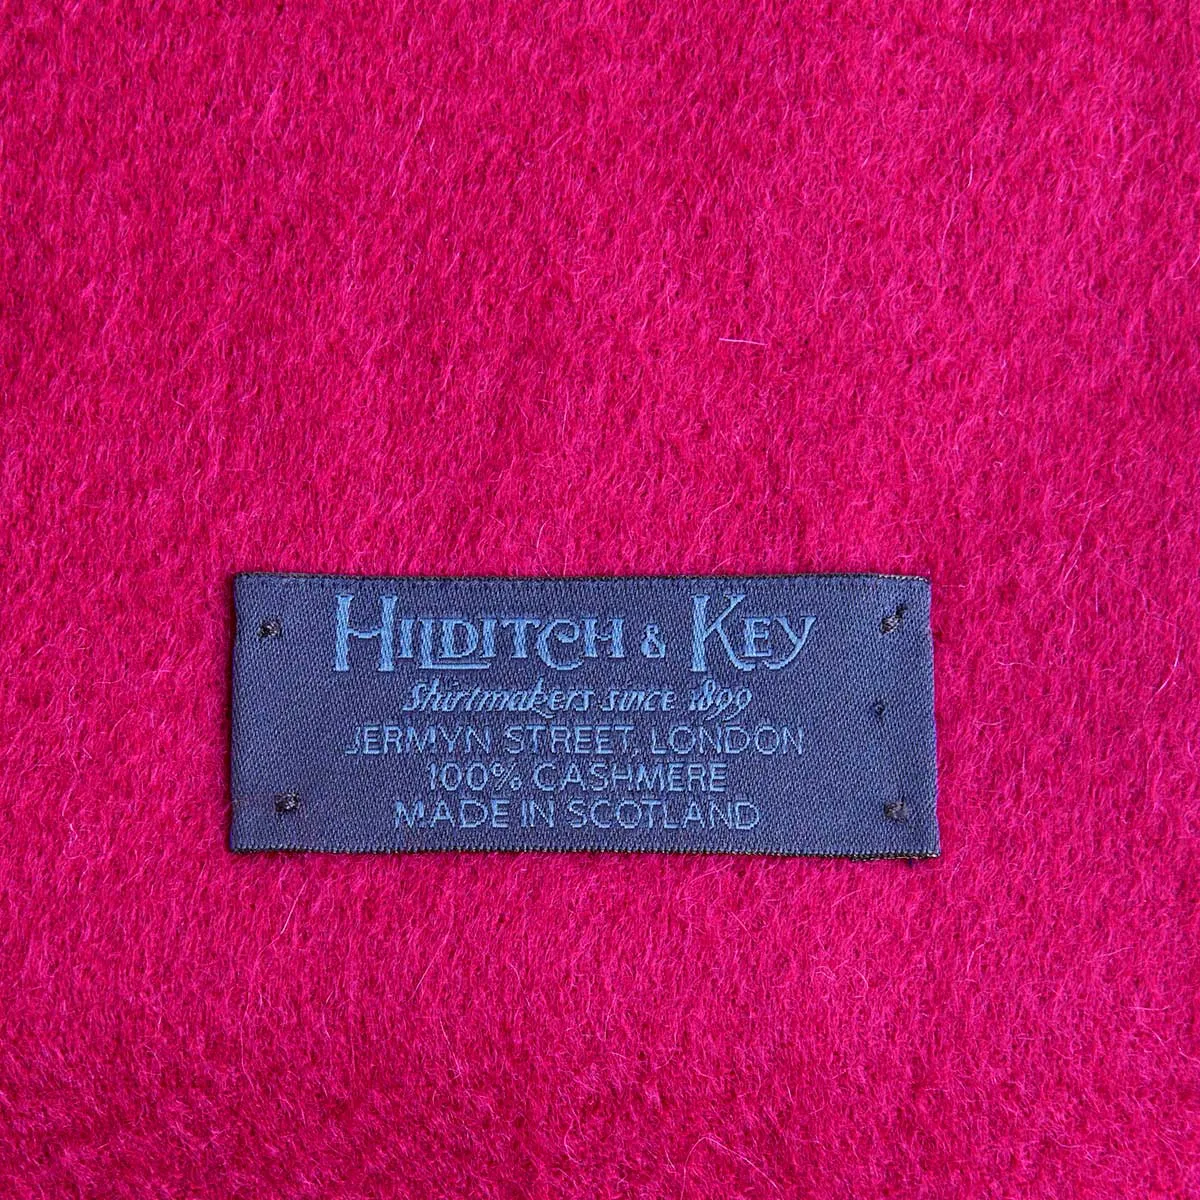 HILDITCH & KEY
Shirtmakers since 1899
JERMYN STREET, LONDON
100% CASHMERE
MADE IN SCOTLAND